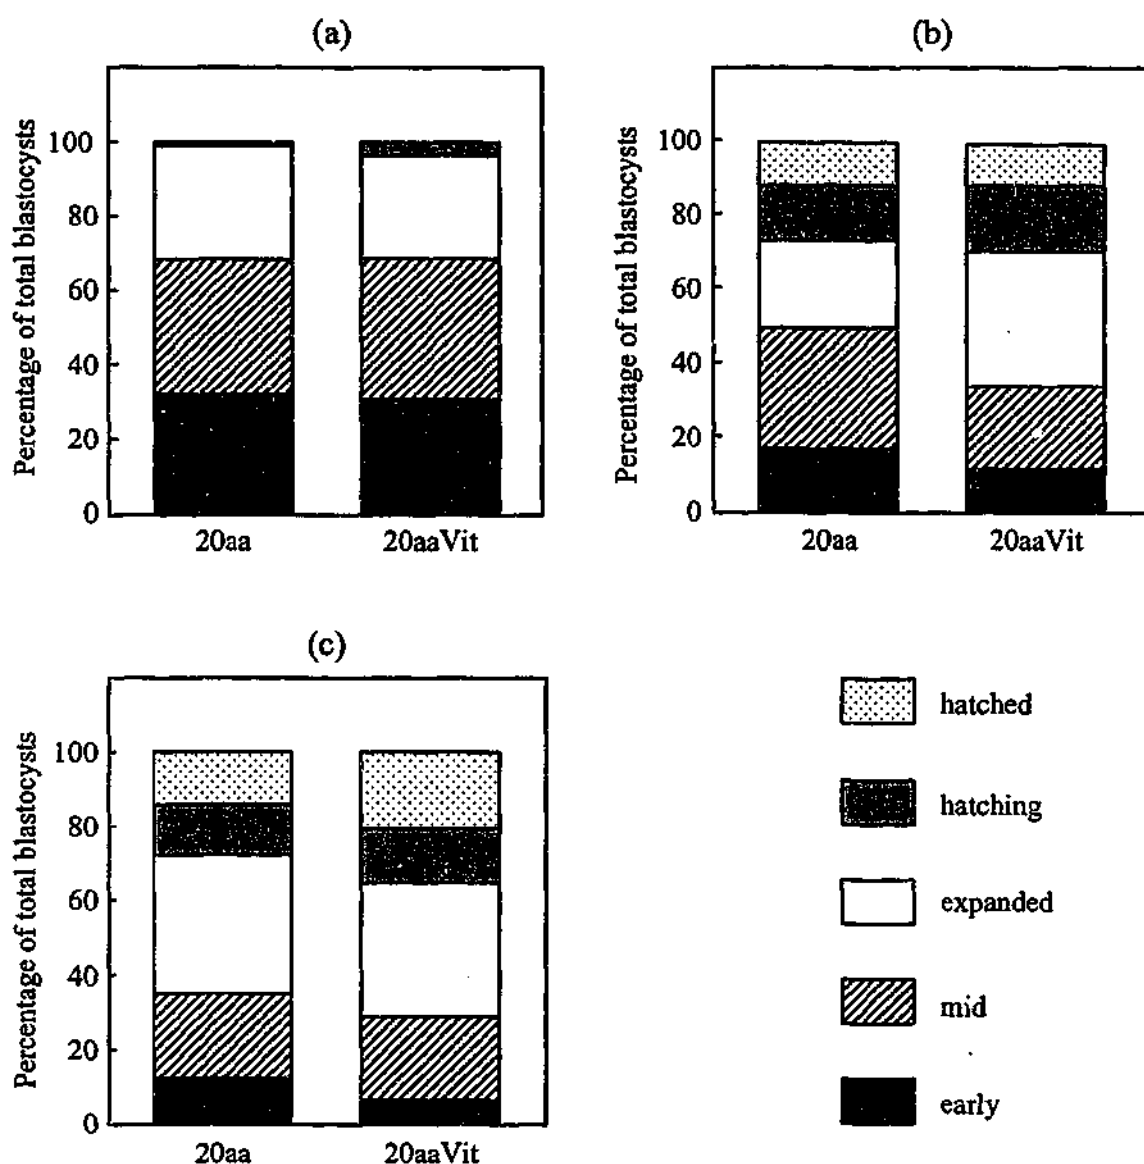 (a)
Percentage of total blastocysts
100
80
60
40
20
0
20aa
20aaVit
(b)
Percentage of total blastocysts
100
80
60
40
20
0
20aa
20aaVit
(c)
Percentage of total blastocysts
100
80
60
40
20
0
20aa
20aaVit
hatched
hatching
expanded
mid
early